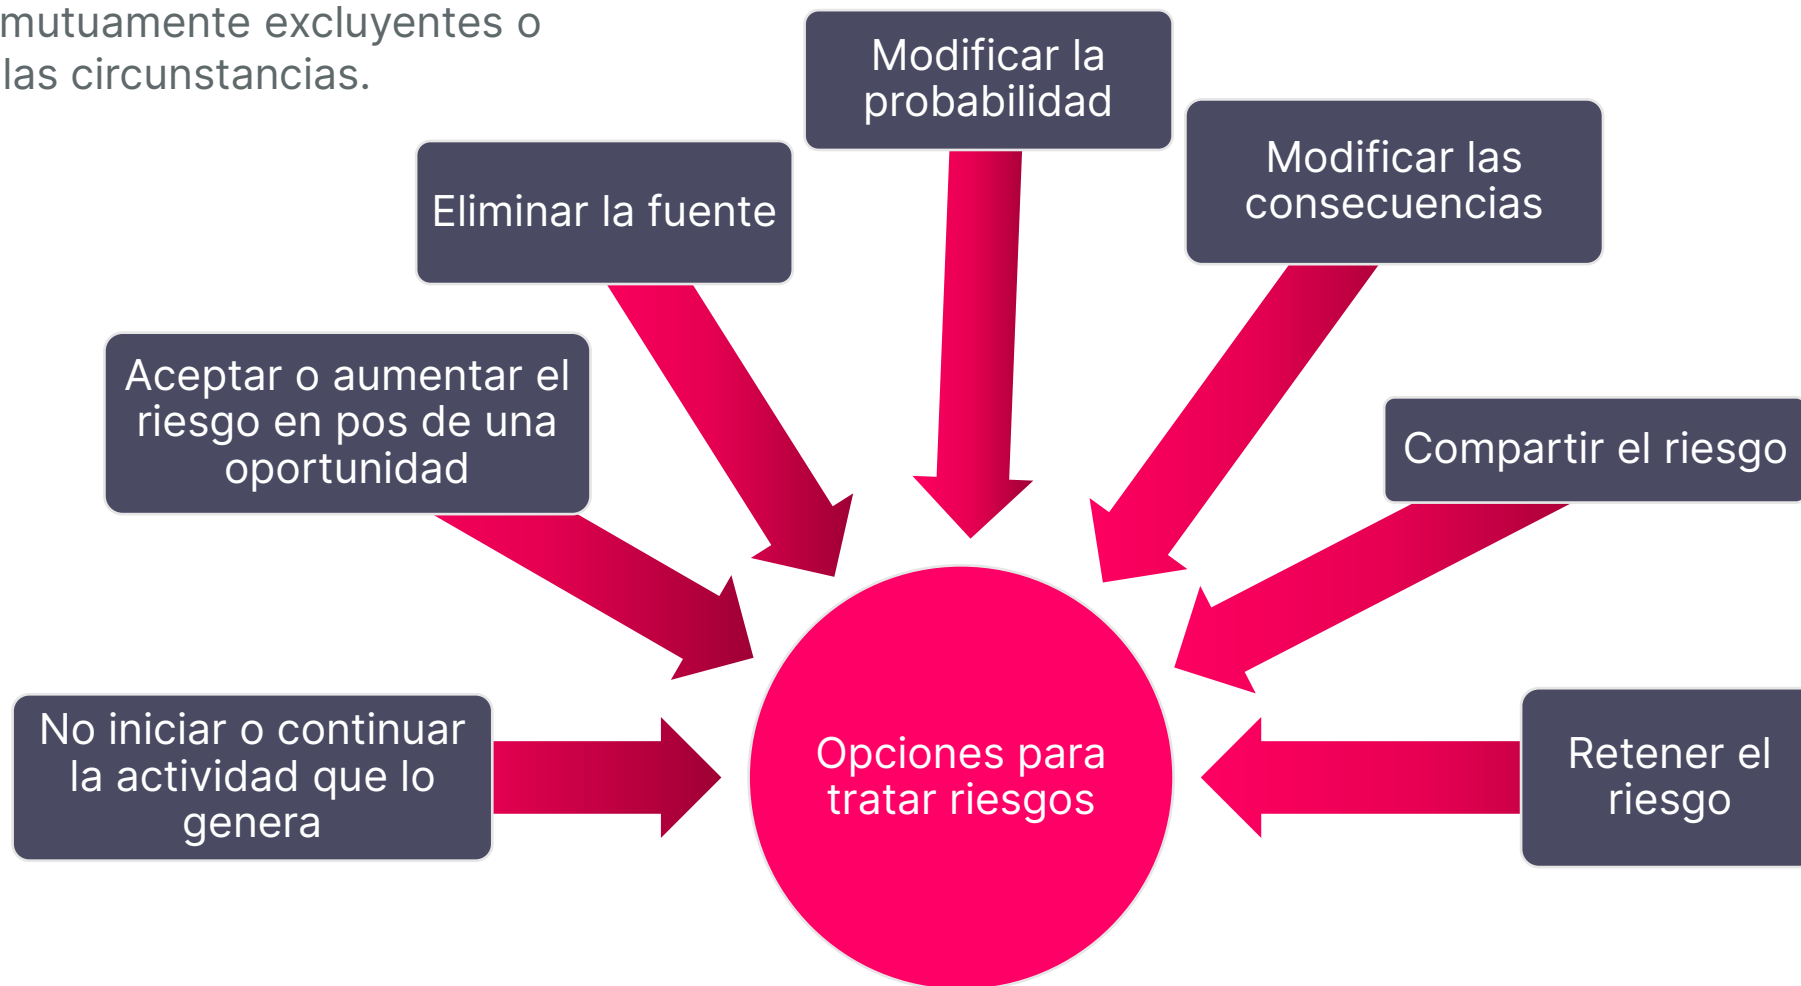 mutuamente excluyentes o
las circunstancias.
Modificar la
probabilidad
Modificar las
consecuencias
Eliminar la fuente
Aceptar o aumentar el
riesgo en pos de una
oportunidad
Compartir el riesgo
No iniciar o continuar
la actividad que lo
genera
Opciones para
tratar riesgos
Retener el
riesgo